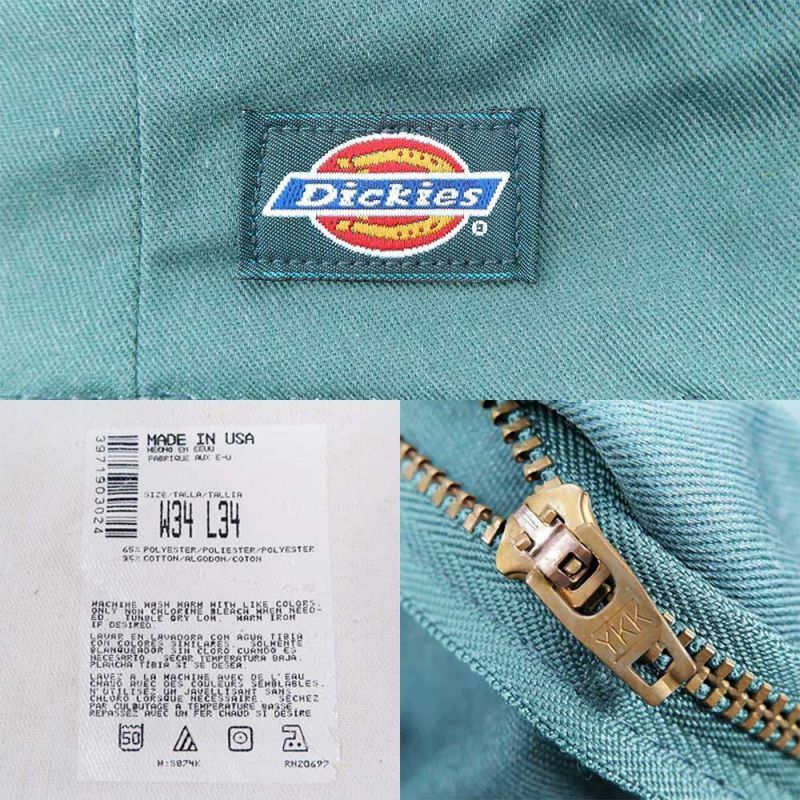 Dickies
®
3971903024
MADE IN USA
HECHO EN EEUU
FABRIQUE AUX E-U
SIZE/TALLA/TALLIA
W34 L34
65% POLYESTER/POLIESTER/POLYESTER
35% COTTON/ALGODON/COTON
MACHINE WASH WARM WITH LIKE COLORS.
ONLY NON CHLORINE BLEACH WHEN NEED-
ED. TUMBLE DRY LOW. WARM IRON
IF DESIRED.
LAVAR EN LAVADORA CON AGUA TIBIA
CON COLORES SIMILARES. SOLMENTE
BLANQUEADOR SIN CLORO CUANDO ES
NECESARIO. SECAR TEMPERATURA BAJA.
PLANCHA TIBIA SI SE DESEA
LAVEZ A LA MACHINE AVEC DE L'EAU
CHAUD AVEC DES COULEURS SEMBLABLES.
N'UTILISEZ UN JAVELLISANT SANS
CHLORO LORSQUE NECESSAIRE. SECHEZ
PAR CULBUTAGE A TEMPERATURE BASSE
REPASSEZ AVEC UN FER CHAUD SI DESIRE
50
RN20697
YKK